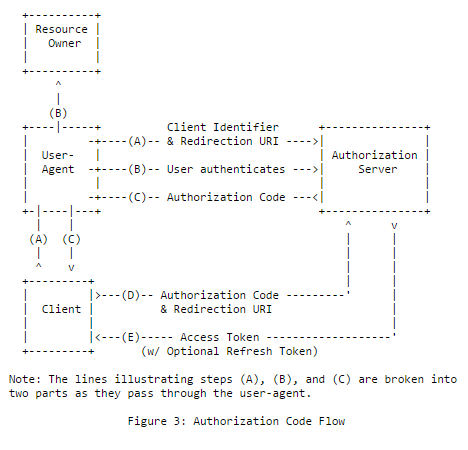 Resource
Owner
(B)
Client Identifier
(A)-- & Redirection URI
User-
Agent
Authorization
Server
(B)-- User authenticates
(C)-- Authorization Code
(A) (C)
Client
(D)-- Authorization Code
& Redirection URI
(E)----- Access Token
(w/ Optional Refresh Token)
Note: The lines illustrating steps (A), (B), and (C) are broken into
two parts as they pass through the user-agent.
Figure 3: Authorization Code Flow